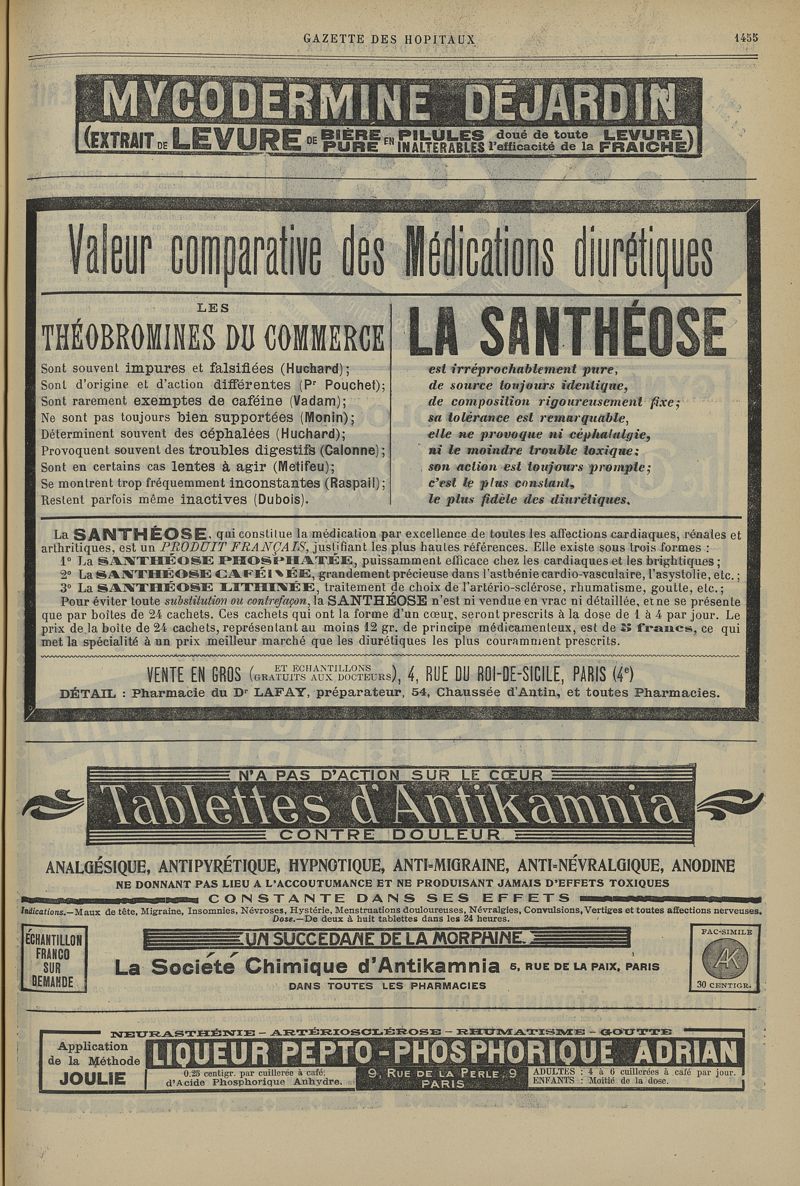 GAZETTE DES HOPITAUX
1455
MYCODERMINE DÉJARDIN
(EXTRAIT DE LEVURE DE BIÈRE PURE EN PILULES INALTÉRABLES doué de toute l'efficacité de la LEVURE FRAICHE)
Valeur comparative des Médications diurétiques
LES
THÉOBROMINES DU COMMERCE
Sont souvent impures et falsifiées (Huchard);
Sont d'origine et d'action différentes (Pr Pouchet);
Sont rarement exemptes de caféine (Vadam);
Ne sont pas toujours bien supportées (Monin);
Déterminent souvent des céphalées (Huchard);
Provoquent souvent des troubles digestifs (Calonne);
Sont en certains cas lentes à agir (Metifeu);
Se montrent trop fréquemment inconstantes (Raspail);
Restent parfois même inactives (Dubois).
LA SANTHÉOSE
est irréprochablement pure,
de source toujours identique,
de composition rigoureusement fixe;
sa tolérance est remarquable,
elle ne provoque ni céphalalgie,
ni le moindre trouble toxique;
son action est toujours prompte;
c'est le plus constant,
le plus fidèle des diurétiques.
La SANTHÉOSE, qui constitue la médication par excellence de toutes les affections cardiaques, rénales et
arthritiques, est un PRODUIT FRANÇAIS, justifiant les plus hautes références. Elle existe sous trois formes :
1° La SANTHÉOSE PHOSPHATÉE, puissamment efficace chez les cardiaques et les brightiques;
2° La SANTHÉOSE CAFÉINÉE, grandement précieuse dans l'asthénie cardio-vasculaire, l'asystolie, etc.;
3° La SANTHÉOSE LITHINÉE, traitement de choix de l'artério-sclérose, rhumatisme, goutte, etc.;
Pour éviter toute substitution ou contrefaçon, la SANTHÉOSE n'est ni vendue en vrac ni détaillée, et ne se présente
que par boîtes de 24 cachets. Ces cachets qui ont la forme d'un cœur, seront prescrits à la dose de 1 à 4 par jour. Le
prix de la boîte de 24 cachets, représentant au moins 12 gr. de principe médicamenteux, est de 5 francs, ce qui
met la spécialité à un prix meilleur marché que les diurétiques les plus couramment prescrits.
VENTE EN GROS (ET ECHANTILLONS GRATUITS AUX DOCTEURS), 4, RUE DU ROI-DE-SICILE, PARIS (4e)
DÉTAIL : Pharmacie du Dr LAFAY, préparateur, 54, Chaussée d'Antin, et toutes Pharmacies.
N'A PAS D'ACTION SUR LE CŒUR
Tablettes d'Antikamnia
CONTRE DOULEUR
ANALGÉSIQUE, ANTIPYRÉTIQUE, HYPNOTIQUE, ANTI-MIGRAINE, ANTI-NÉVRALGIQUE, ANODINE
NE DONNANT PAS LIEU A L'ACCOUTUMANCE ET NE PRODUISANT JAMAIS D'EFFETS TOXIQUES
CONSTANTE DANS SES EFFETS
Indications.—Maux de tête, Migraine, Insomnies, Névroses, Hystérie, Menstruations douloureuses, Névralgies, Convulsions, Vertiges et toutes affections nerveuses.
Dose.—De deux à huit tablettes dans les 24 heures.
ÉCHANTILLON
FRANCO
SUR
DEMANDE
UN SUCCÉDANÉ DE LA MORPHINE.
La Société Chimique d'Antikamnia 5, RUE DE LA PAIX, PARIS
DANS TOUTES LES PHARMACIES
FAC-SIMILE
AK
30 CENTIGR.
NEURASTHÉNIE - ARTÉRIOSCLÉROSE - RHUMATISME - GOUTTE
Application
de la Méthode
JOULIE
LIQUEUR PEPTO-PHOSPHORIQUE ADRIAN
0.25 centigr. par cuillerée à café:
d'Acide Phosphorique Anhydre.
9, RUE DE LA PERLE, 9
PARIS
ADULTES : 4 à 6 cuillerées à café par jour.
ENFANTS : Moitié de la dose.